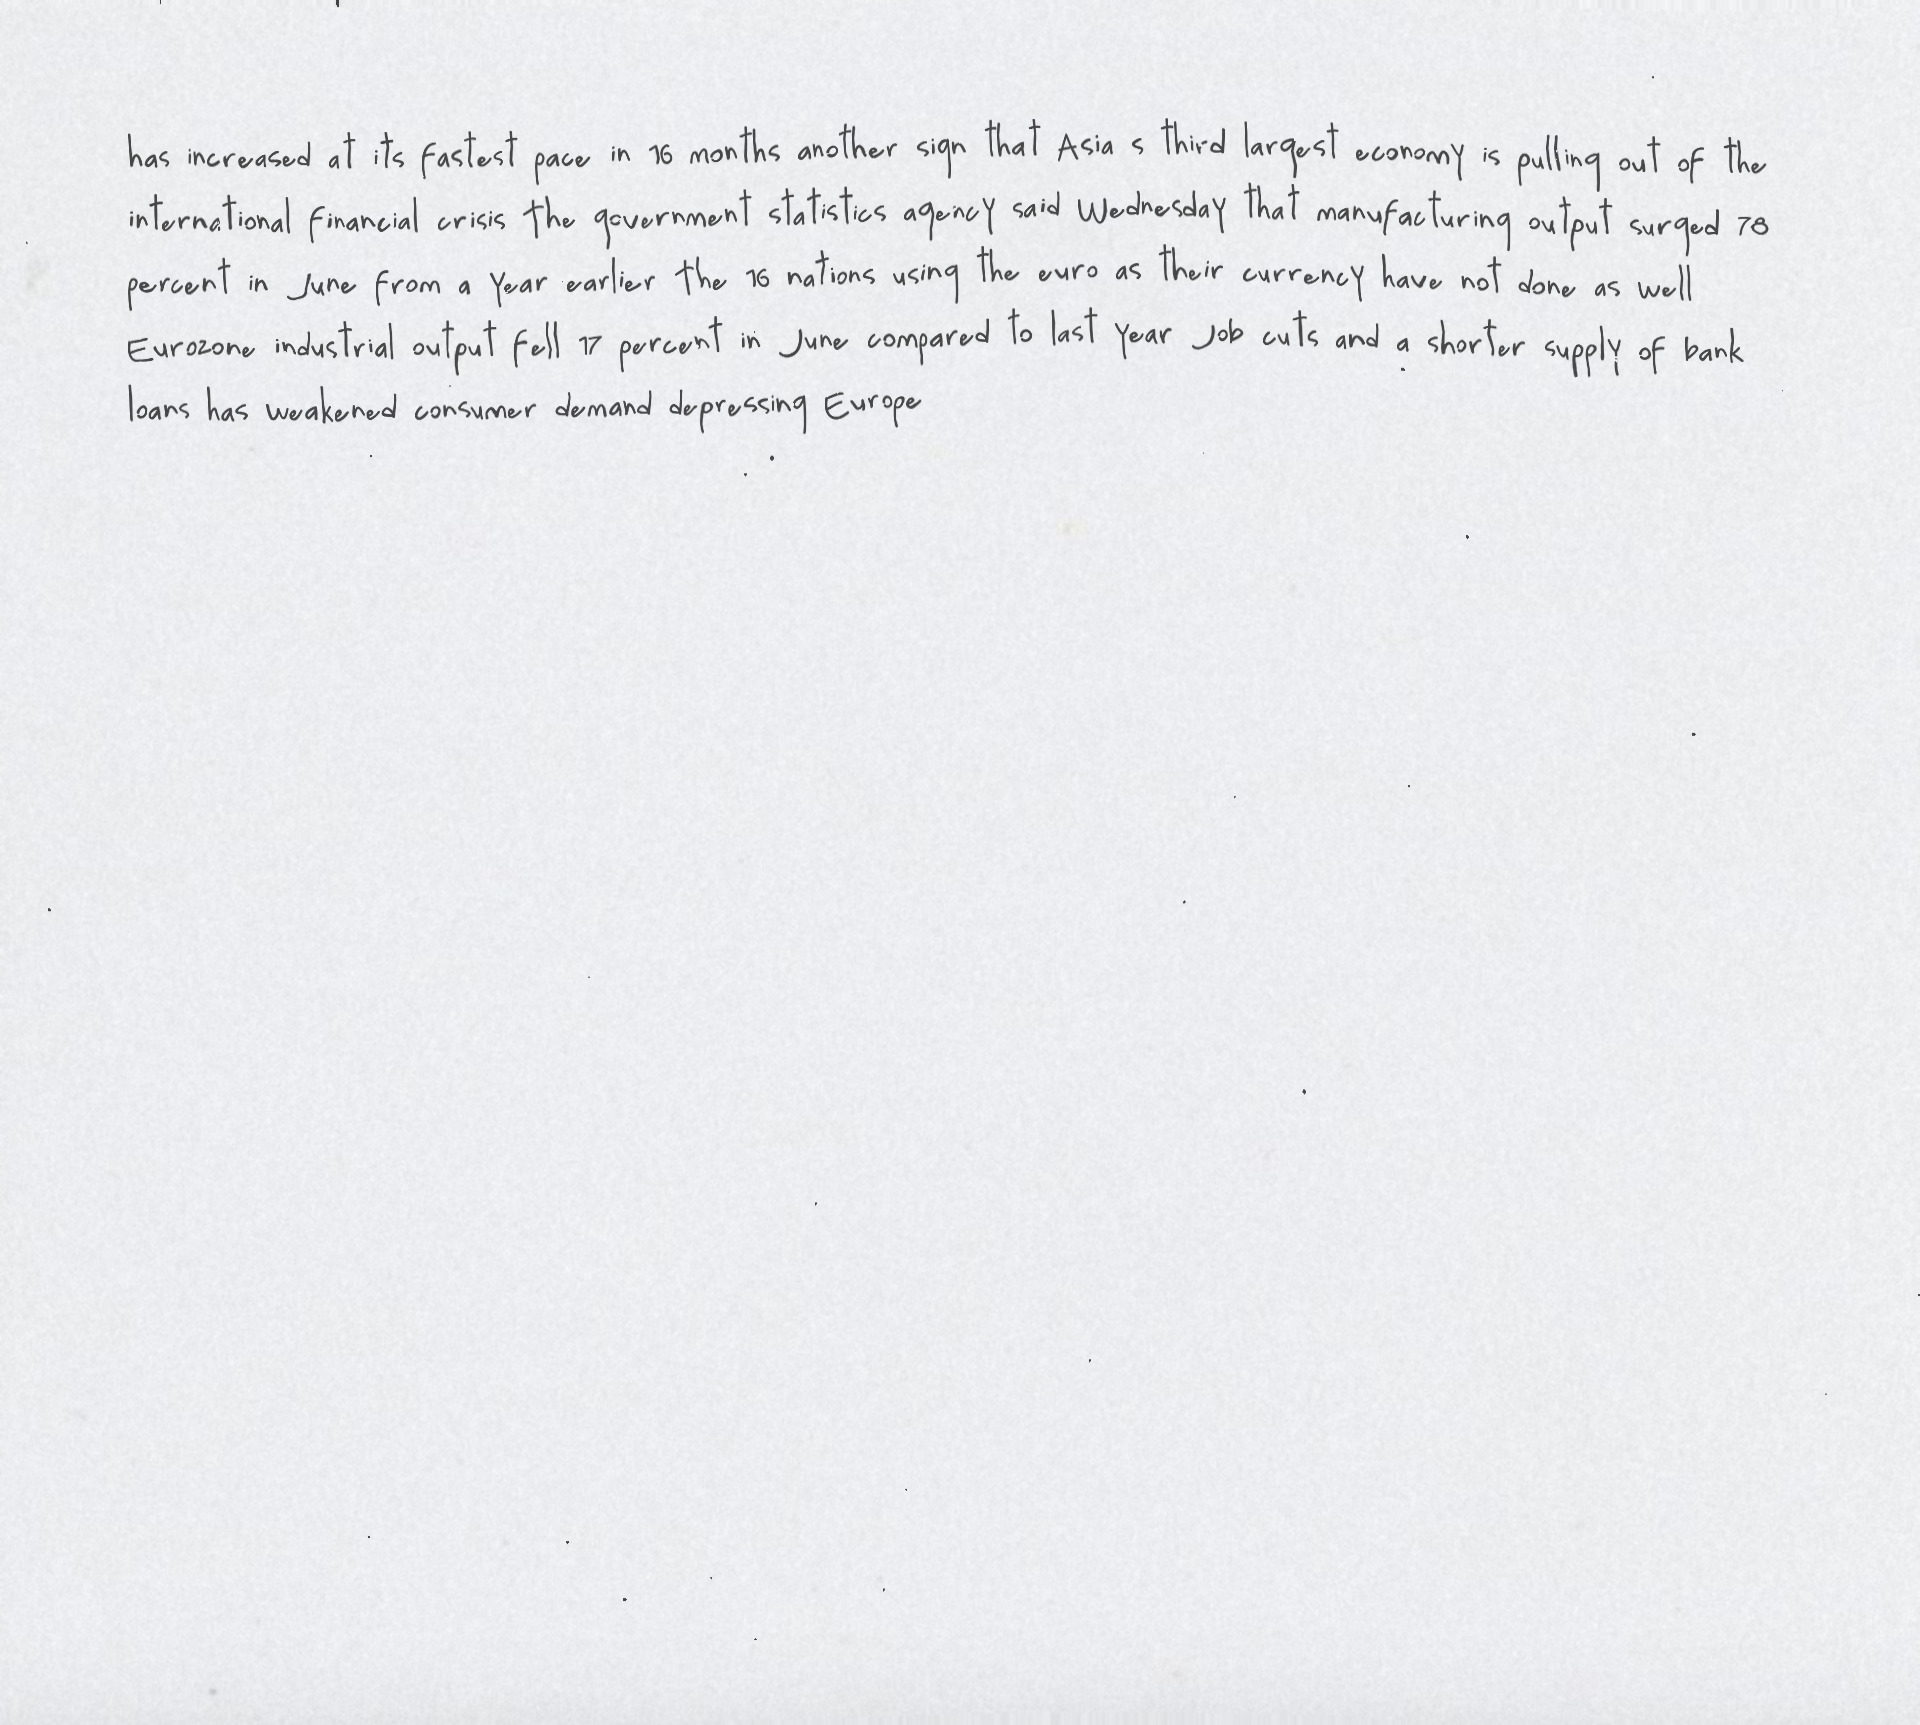 has increased at its fastest pace in 16 months another sign that Asia s third largest economy is pulling out of the
international financial crisis the government statistics agency said Wednesday that manufacturing output surged 78
percent in June from a year earlier the 16 nations using the euro as their currency have not done as well
Eurozone industrial output fell 17 percent in June compared to last year Job cuts and a shorter supply of bank
loans has weakened consumer demand depressing Europe